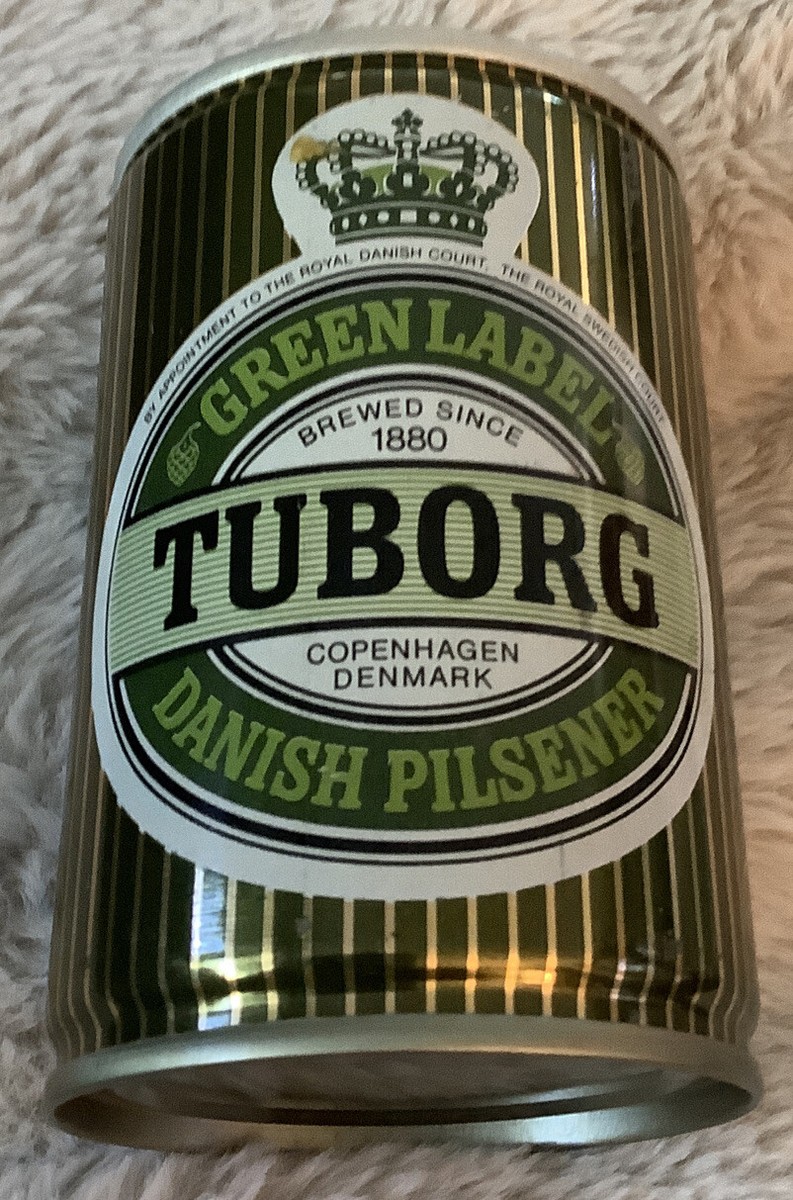 BY APPOINTMENT TO THE ROYAL DANISH COURT. THE ROYAL SWEDISH COURT
GREEN LABEL
BREWED SINCE
1880
TUBORG
COPENHAGEN
DENMARK
DANISH PILSENER